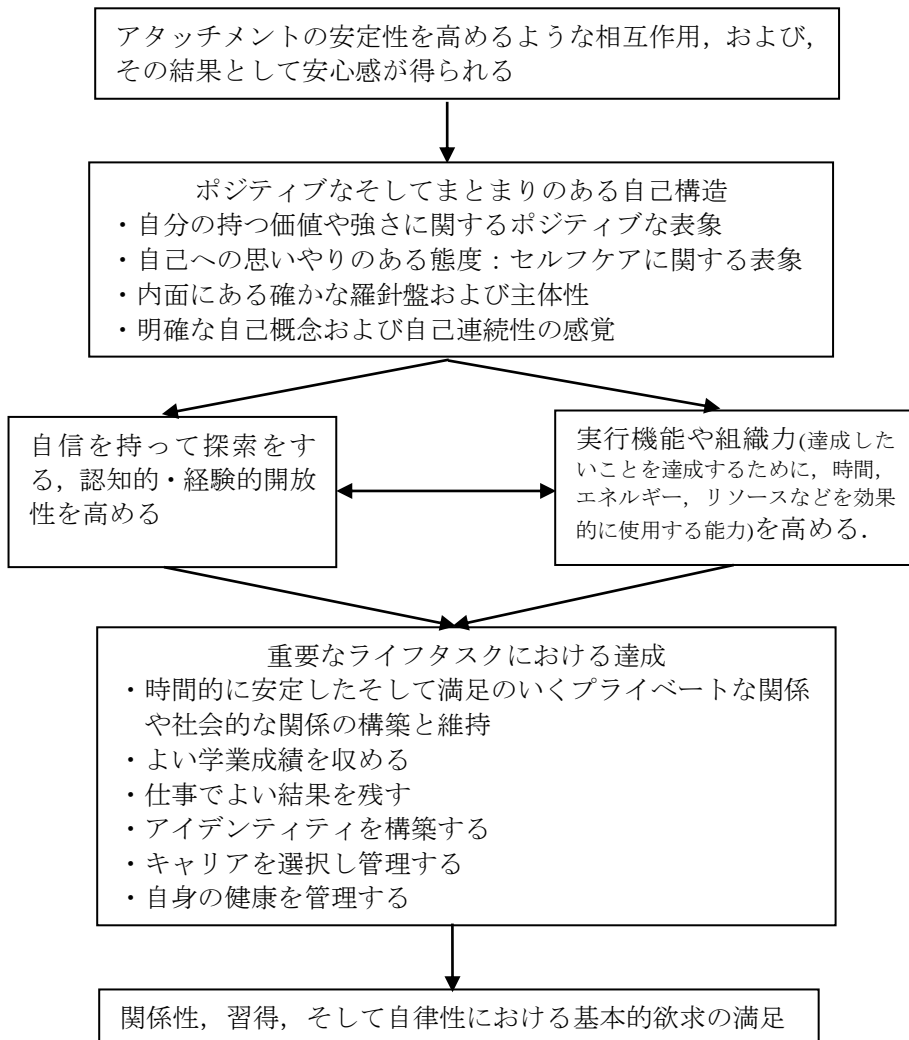 アタッチメントの安定性を高めるような相互作用，および，
その結果として安心感が得られる
ポジティブなそしてまとまりのある自己構造
・自分の持つ価値や強さに関するポジティブな表象
・自己への思いやりのある態度：セルフケアに関する表象
・内面にある確かな羅針盤および主体性
・明確な自己概念および自己連続性の感覚
自信を持って探索をす
る，認知的・経験的開放
性を高める
実行機能や組織力(達成した
いことを達成するために，時間，
エネルギー，リソースなどを効果
的に使用する能力)を高める．
重要なライフタスクにおける達成
・時間的に安定したそして満足のいくプライベートな関係
や社会的な関係の構築と維持
・よい学業成績を収める
・仕事でよい結果を残す
・アイデンティティを構築する
・キャリアを選択し管理する
・自身の健康を管理する
関係性，習得，そして自律性における基本的欲求の満足